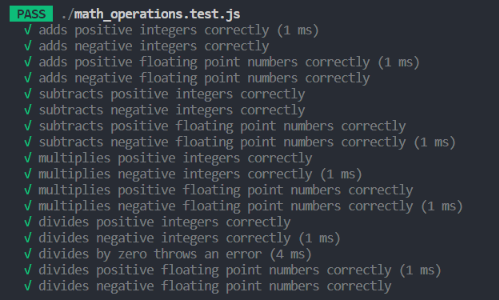 PASS ./math_operations.test.js
√ adds positive integers correctly (1 ms)
√ adds negative integers correctly
√ adds positive floating point numbers correctly (1 ms)
√ adds negative floating point numbers correctly
√ subtracts positive integers correctly
√ subtracts negative integers correctly
√ subtracts positive floating point numbers correctly
√ subtracts negative floating point numbers correctly (1 ms)
√ multiplies positive integers correctly
√ multiplies negative integers correctly (1 ms)
√ multiplies positive floating point numbers correctly
√ multiplies negative floating point numbers correctly (1 ms)
√ divides positive integers correctly
√ divides negative integers correctly (1 ms)
√ divides by zero throws an error (4 ms)
√ divides positive floating point numbers correctly (1 ms)
√ divides negative floating point numbers correctly